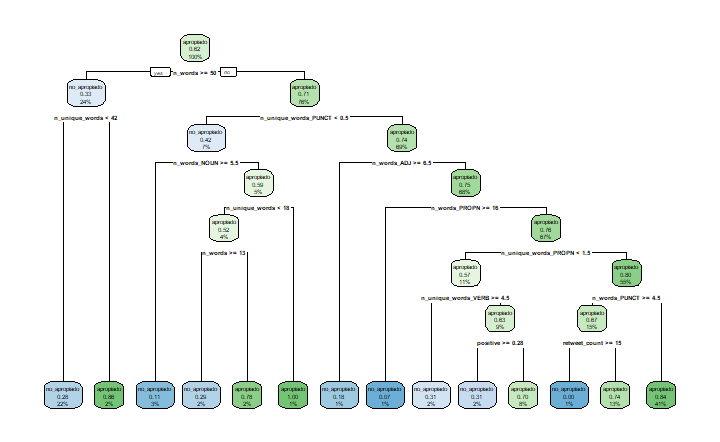 apropiado
0.62
100%
yes n_words >= 50 no
no_apropiado
0.33
24%
apropiado
0.71
76%
n_unique_words < 42
n_unique_words_PUNCT < 0.5
no_apropiado
0.42
7%
apropiado
0.74
69%
n_words_NOUN >= 5.5
n_words_ADJ >= 6.5
apropiado
0.59
5%
apropiado
0.75
68%
n_unique_words < 18
n_words_PROPN >= 16
apropiado
0.52
4%
apropiado
0.76
67%
n_words >= 13
n_unique_words_PROPN < 1.5
apropiado
0.57
11%
apropiado
0.80
55%
n_unique_words_VERB >= 4.5
n_words_PUNCT >= 4.5
apropiado
0.63
9%
apropiado
0.67
15%
positive >= 0.28
retweet_count >= 15
no_apropiado
0.28
22%
apropiado
0.86
2%
no_apropiado
0.11
3%
no_apropiado
0.29
2%
apropiado
0.78
2%
apropiado
1.00
1%
no_apropiado
0.18
1%
no_apropiado
0.07
1%
no_apropiado
0.31
2%
no_apropiado
0.31
2%
apropiado
0.70
8%
no_apropiado
0.00
1%
apropiado
0.74
13%
apropiado
0.84
41%